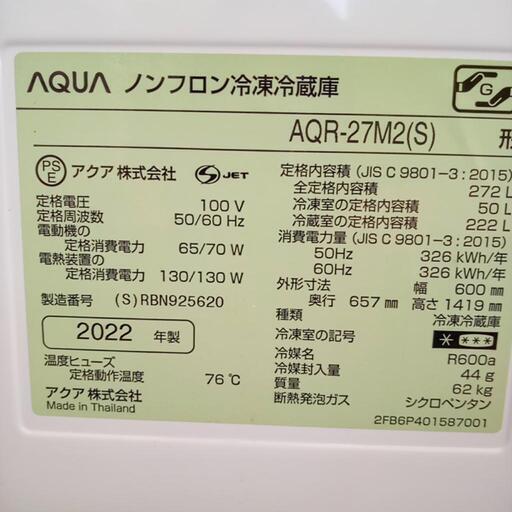 AQUA ノンフロン冷凍冷蔵庫
G
AQR-27M2(S) 形
PS E アクア株式会社 S JET
定格電圧 100 V
定格周波数 50/60 Hz
電動機の
定格消費電力 65/70 W
電熱装置の
定格消費電力 130/130 W
製造番号 (S)RBN925620
2022 年製
温度ヒューズ
定格動作温度 76℃
アクア株式会社
Made in Thailand
定格内容積 (JIS C 9801-3 : 2015)
全定格内容積 272 L
冷凍室の定格内容積 50 L
冷蔵室の定格内容積 222 L
消費電力量 (JIS C 9801-3 : 2015)
50Hz 326 kWh/年
60Hz 326 kWh/年
外形寸法 幅 600 mm
奥行 657 mm 高さ 1419 mm
種類 冷凍冷蔵庫
冷凍室の記号
冷媒名 R600a
冷媒封入量 44 g
質量 62 kg
断熱発泡ガス シクロペンタン
2FB6P401587001